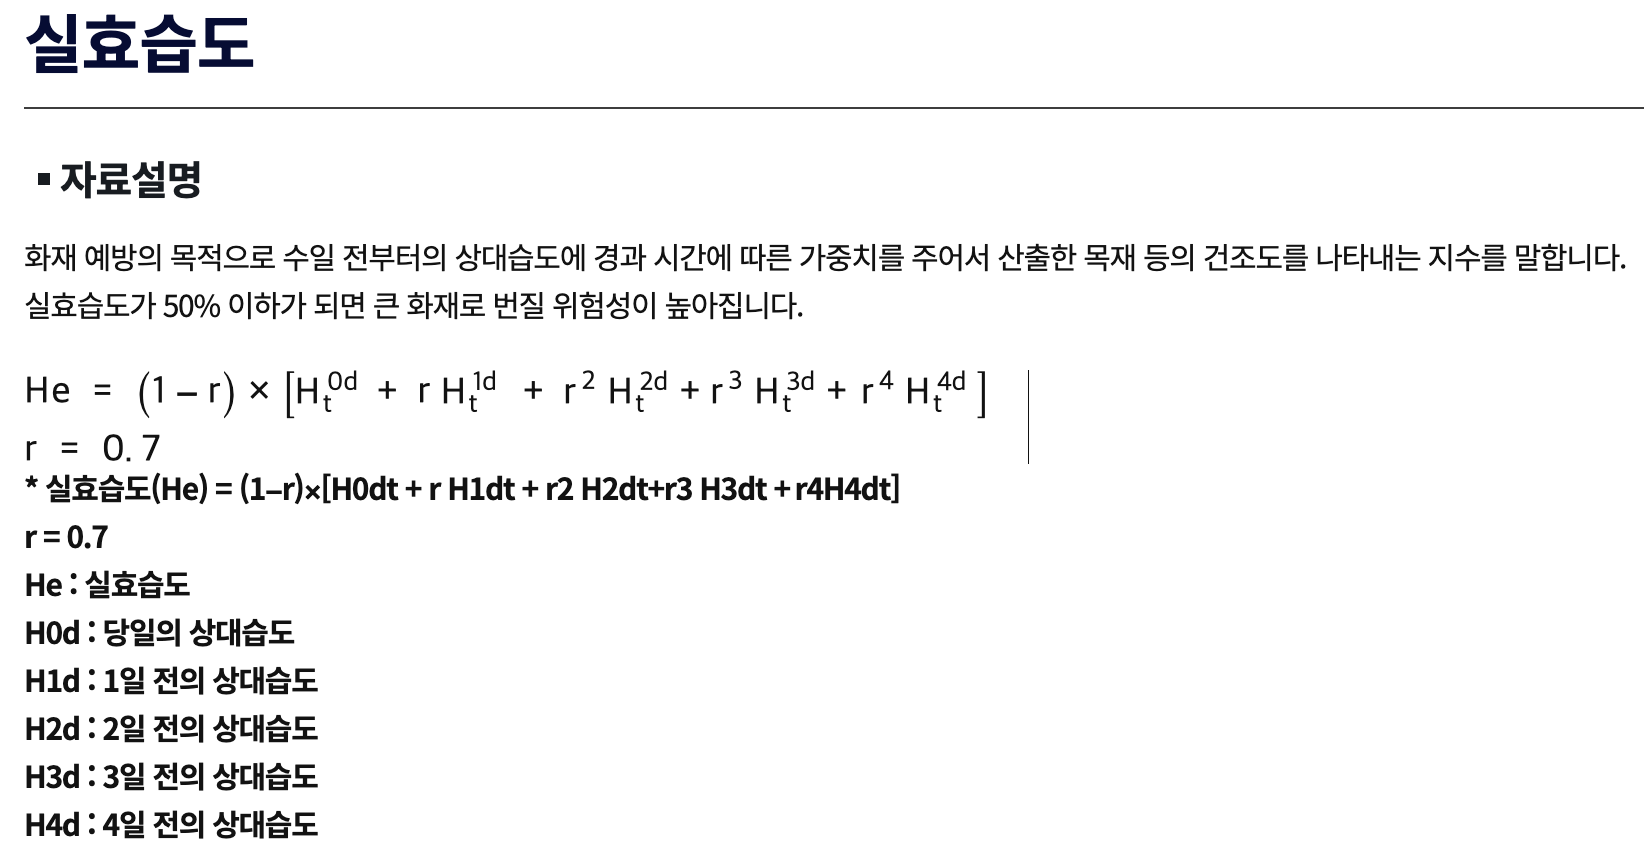 실효습도
▪ 자료설명
화재 예방의 목적으로 수일 전부터의 상대습도에 경과 시간에 따른 가중치를 주어서 산출한 목재 등의 건조도를 나타내는 지수를 말합니다.
실효습도가 50% 이하가 되면 큰 화재로 번질 위험성이 높아집니다.
He = (1 – r) × [H_t^0d + r H_t^1d + r^2 H_t^2d + r^3 H_t^3d + r^4 H_t^4d]
r = 0.7
* 실효습도(He) = (1–r)×[H0dt + r H1dt + r2 H2dt+r3 H3dt + r4H4dt]
r = 0.7
He : 실효습도
H0d : 당일의 상대습도
H1d : 1일 전의 상대습도
H2d : 2일 전의 상대습도
H3d : 3일 전의 상대습도
H4d : 4일 전의 상대습도